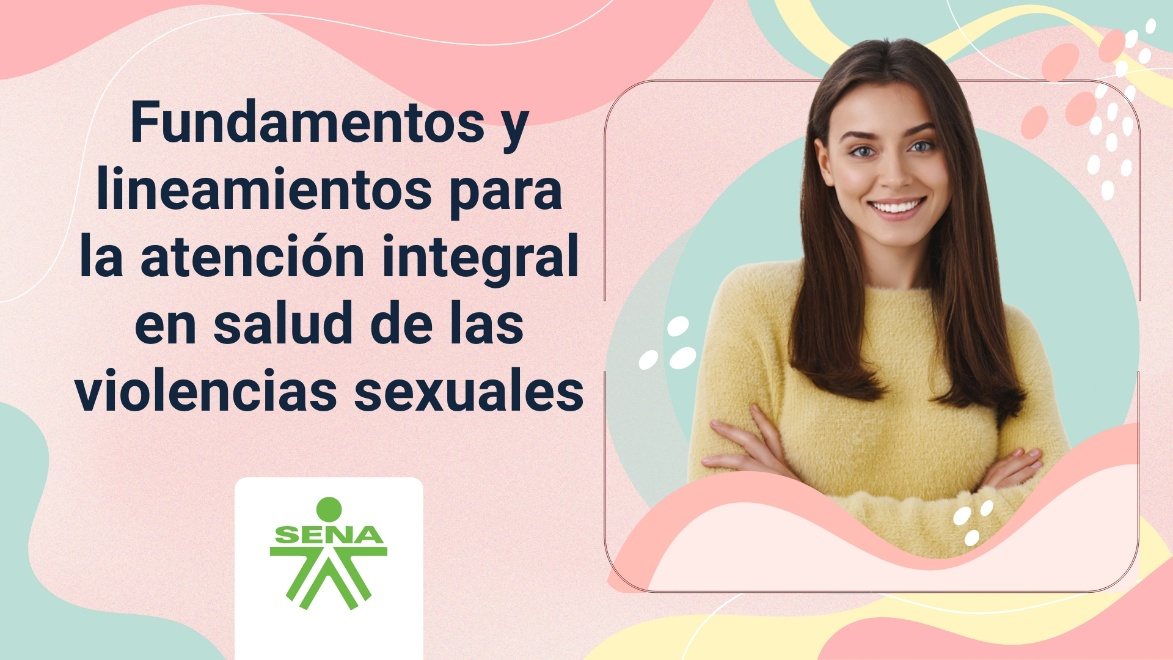 Fundamentos y
lineamientos para
la atención integral
en salud de las
violencias sexuales
SENA